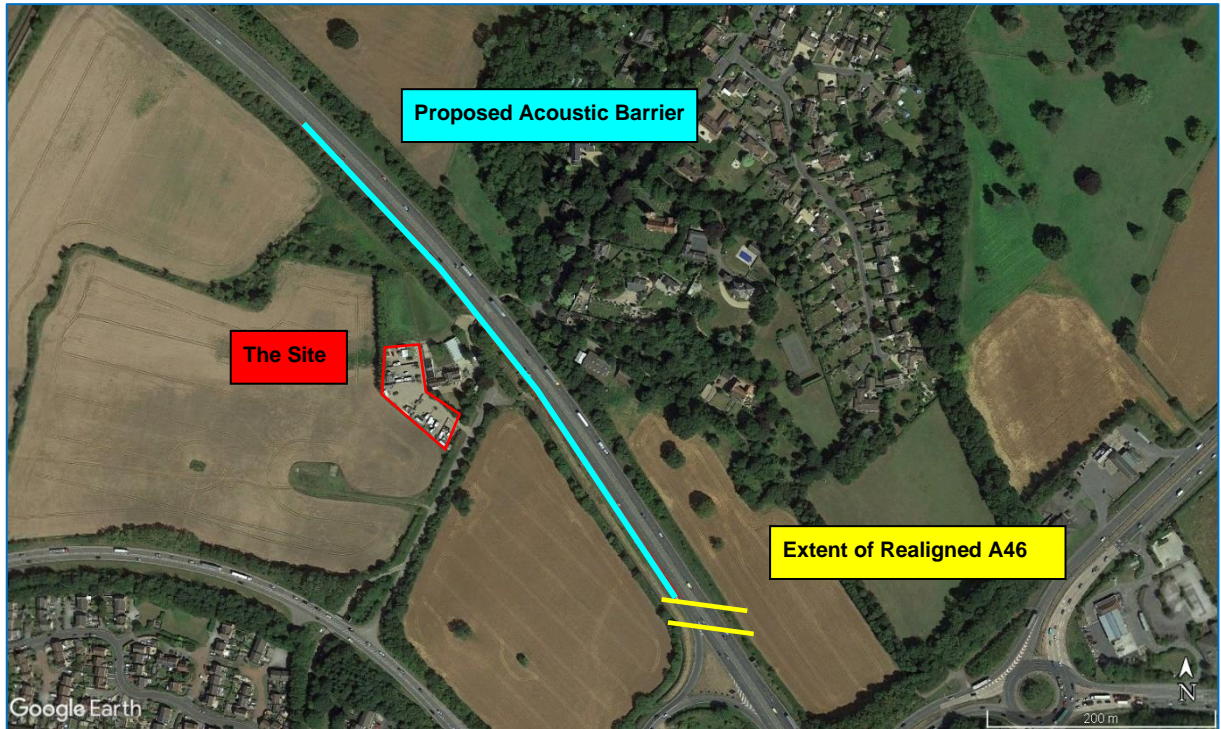 Proposed Acoustic Barrier
The Site
Extent of Realigned A46
Google Earth
N
200 m